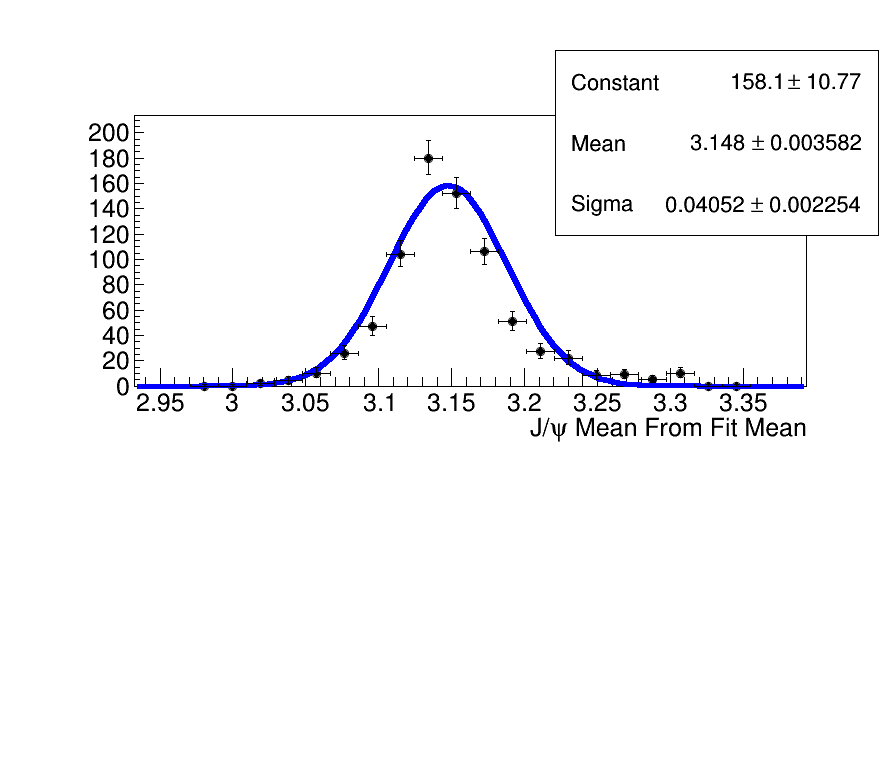 Constant 158.1 ± 10.77
Mean 3.148 ± 0.003582
Sigma 0.04052 ± 0.002254
200
180
160
140
120
100
80
60
40
20
0
2.95 3 3.05 3.1 3.15 3.2 3.25 3.3 3.35
J/ψ Mean From Fit Mean